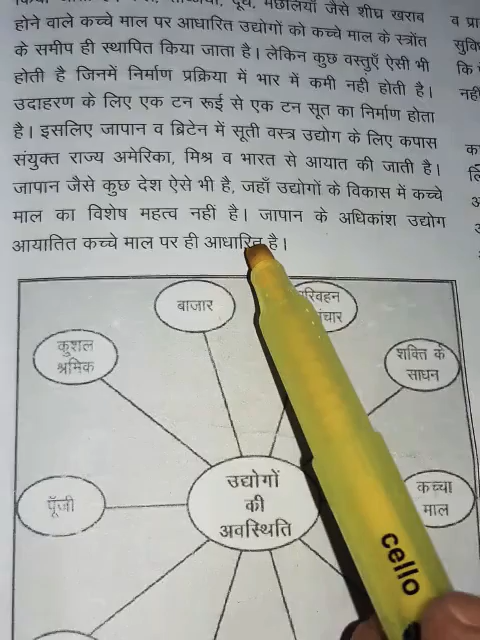 शीघ्र खराब
होने वाले कच्चे माल पर आधारित उद्योगों को कच्चे माल के स्त्रोंत
के समीप ही स्थापित किया जाता है। लेकिन कुछ वस्तुएँ ऐसी भी
होती है जिनमें निर्माण प्रक्रिया में भार में कमी नही होती है।
उदाहरण के लिए एक टन रूई से एक टन सूत का निर्माण होता
है। इसलिए जापान व ब्रिटेन में सूती वस्त्र उद्योग के लिए कपास
संयुक्त राज्य अमेरिका, मिश्र व भारत से आयात की जाती है।
जापान जैसे कुछ देश ऐसे भी है, जहाँ उद्योगों के विकास में कच्चे
माल का विशेष महत्व नहीं है। जापान के अधिकांश उद्योग
आयातित कच्चे माल पर ही आधारित है।
बाजार
कुशल
श्रमिक
शक्ति के
साधन
पूँजी
उद्योगों
की
अवस्थिति
कच्चा
माल
cello